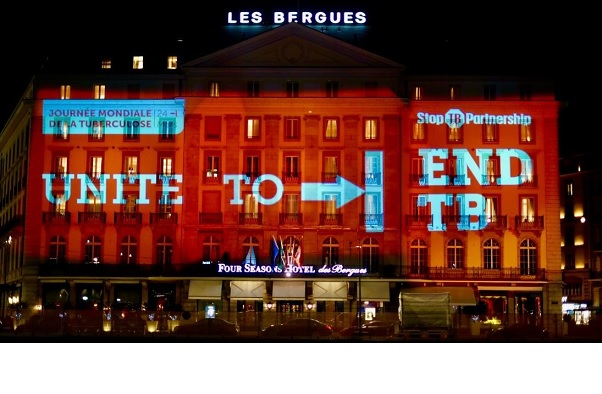 LES BERGUES
JOURNÉE MONDIALE
DE LA TUBERCULOSE
24
Stop TB Partnership
UNITE TO
END
TB
FOUR SEASONS HOTEL des Bergues